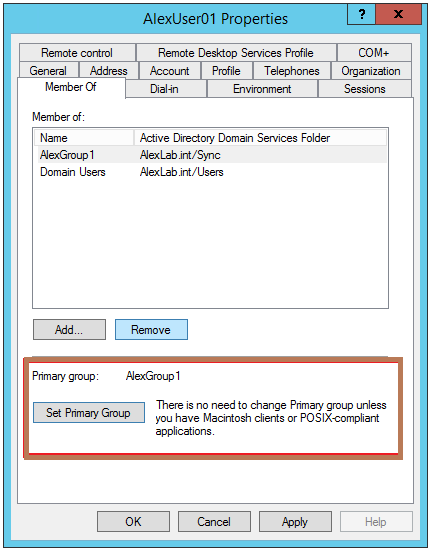 AlexUser01 Properties
? x
Remote control Remote Desktop Services Profile COM+
General Address Account Profile Telephones Organization
Member Of Dial-in Environment Sessions
Member of:
Name Active Directory Domain Services Folder
AlexGroup1 AlexLab.int/Sync
Domain Users AlexLab.int/Users
Add... Remove
Primary group: AlexGroup1
Set Primary Group
There is no need to change Primary group unless
you have Macintosh clients or POSIX-compliant
applications.
OK Cancel Apply Help